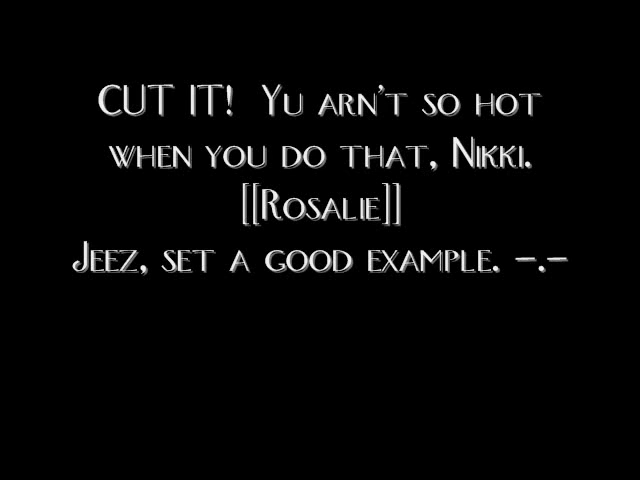 CUT IT! Yu arn't so hot
when you do that, Nikki.
[[Rosalie]]
Jeez, set a good example. -.-